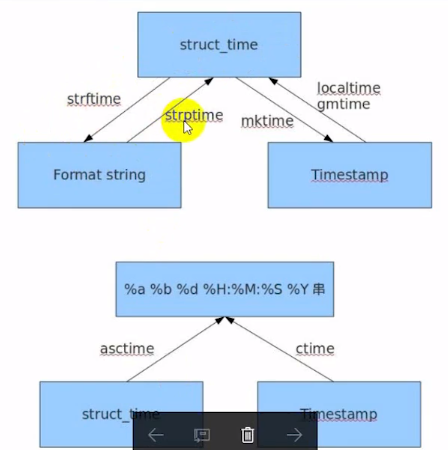 struct_time
strftime
strptime
mktime
localtime
gmtime
Format string
Timestamp
%a %b %d %H:%M:%S %Y 串
asctime
ctime
struct_time
Timestamp